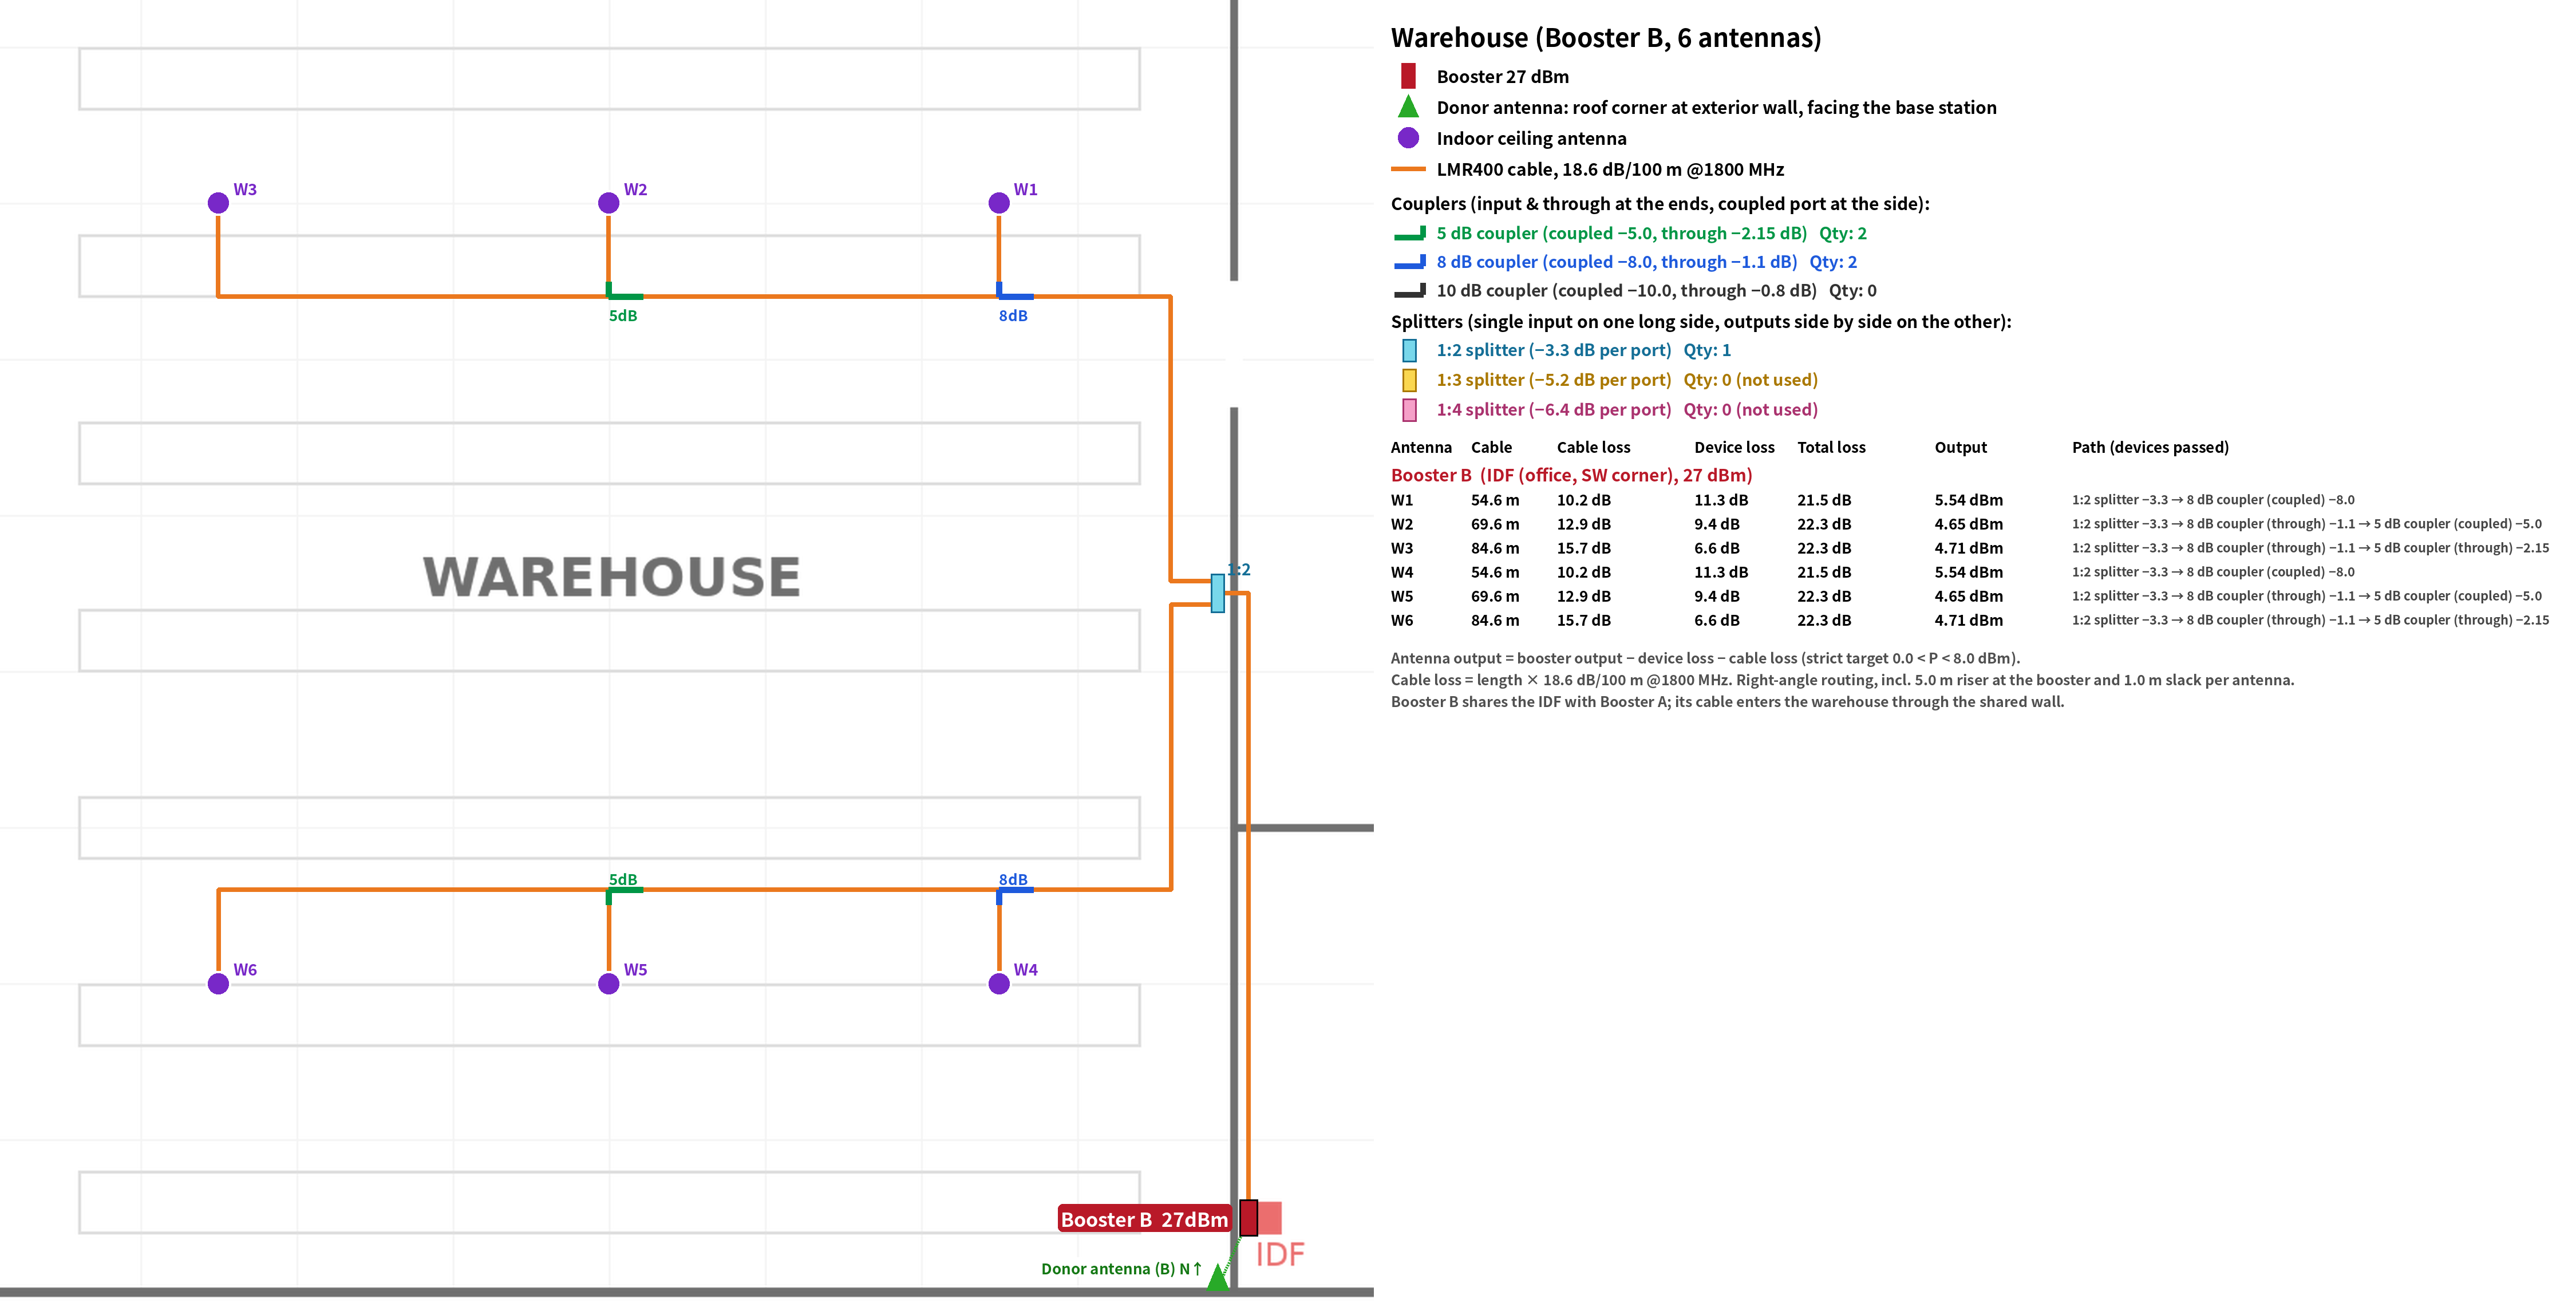 W3
W2
W1
5dB
8dB
1:2
WAREHOUSE
5dB
8dB
W6
W5
W4
Booster B 27dBm
IDF
Donor antenna (B) N ↑
Warehouse (Booster B, 6 antennas)
Booster 27 dBm
Donor antenna: roof corner at exterior wall, facing the base station
Indoor ceiling antenna
LMR400 cable, 18.6 dB/100 m @1800 MHz
Couplers (input & through at the ends, coupled port at the side):
5 dB coupler (coupled −5.0, through −2.15 dB) Qty: 2
8 dB coupler (coupled −8.0, through −1.1 dB) Qty: 2
10 dB coupler (coupled −10.0, through −0.8 dB) Qty: 0
Splitters (single input on one long side, outputs side by side on the other):
1:2 splitter (−3.3 dB per port) Qty: 1
1:3 splitter (−5.2 dB per port) Qty: 0 (not used)
1:4 splitter (−6.4 dB per port) Qty: 0 (not used)
Antenna Cable Cable loss Device loss Total loss Output Path (devices passed)
Booster B (IDF (office, SW corner), 27 dBm)
W1 54.6 m 10.2 dB 11.3 dB 21.5 dB 5.54 dBm 1:2 splitter −3.3 → 8 dB coupler (coupled) −8.0
W2 69.6 m 12.9 dB 9.4 dB 22.3 dB 4.65 dBm 1:2 splitter −3.3 → 8 dB coupler (through) −1.1 → 5 dB coupler (coupled) −5.0
W3 84.6 m 15.7 dB 6.6 dB 22.3 dB 4.71 dBm 1:2 splitter −3.3 → 8 dB coupler (through) −1.1 → 5 dB coupler (through) −2.15
W4 54.6 m 10.2 dB 11.3 dB 21.5 dB 5.54 dBm 1:2 splitter −3.3 → 8 dB coupler (coupled) −8.0
W5 69.6 m 12.9 dB 9.4 dB 22.3 dB 4.65 dBm 1:2 splitter −3.3 → 8 dB coupler (through) −1.1 → 5 dB coupler (coupled) −5.0
W6 84.6 m 15.7 dB 6.6 dB 22.3 dB 4.71 dBm 1:2 splitter −3.3 → 8 dB coupler (through) −1.1 → 5 dB coupler (through) −2.15
Antenna output = booster output − device loss − cable loss (strict target 0.0 < P < 8.0 dBm).
Cable loss = length × 18.6 dB/100 m @1800 MHz. Right-angle routing, incl. 5.0 m riser at the booster and 1.0 m slack per antenna.
Booster B shares the IDF with Booster A; its cable enters the warehouse through the shared wall.